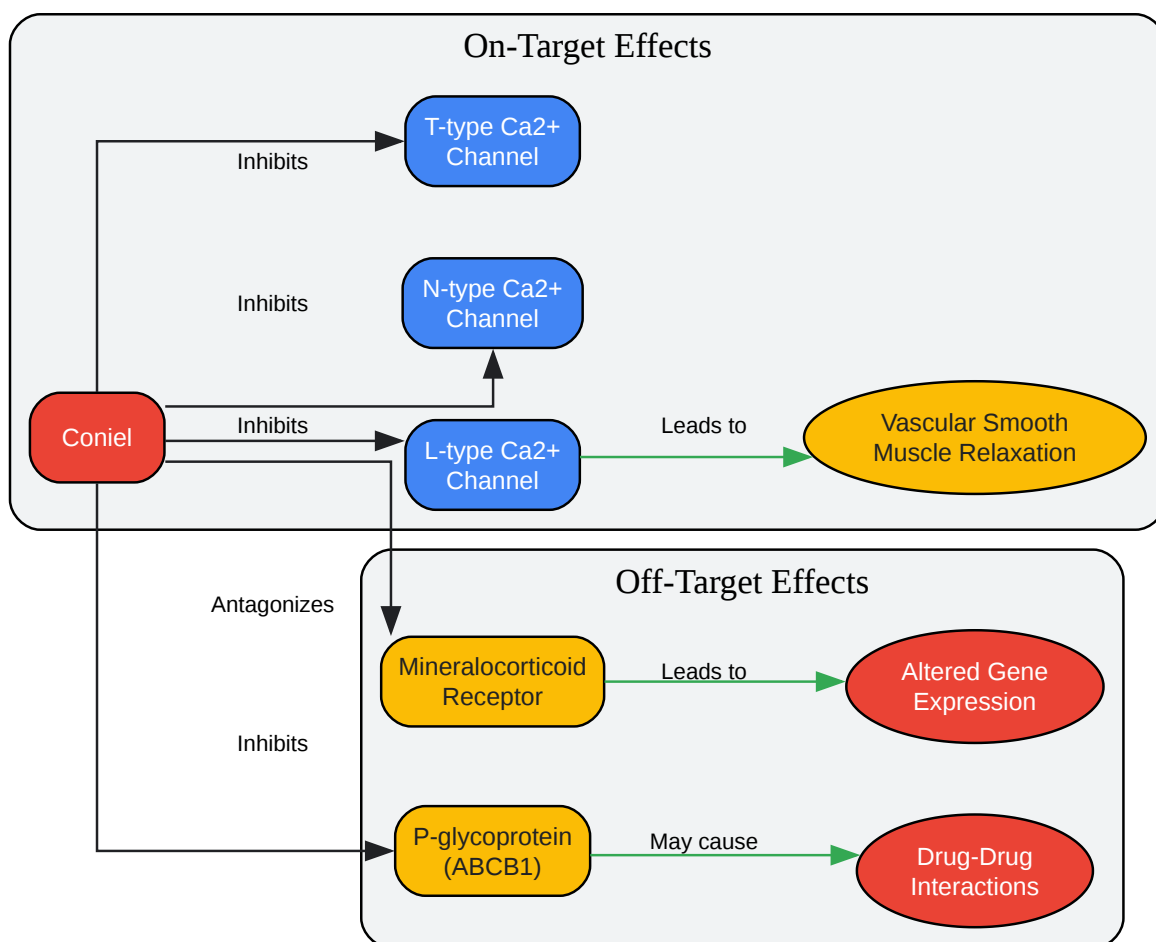 On-Target Effects
T-type Ca2+
Channel
Inhibits
N-type Ca2+
Channel
Inhibits
Coniel
Inhibits
L-type Ca2+
Channel
Leads to
Vascular Smooth
Muscle Relaxation
Off-Target Effects
Antagonizes
Mineralocorticoid
Receptor
Leads to
Altered Gene
Expression
Inhibits
P-glycoprotein
(ABCB1)
May cause
Drug-Drug
Interactions